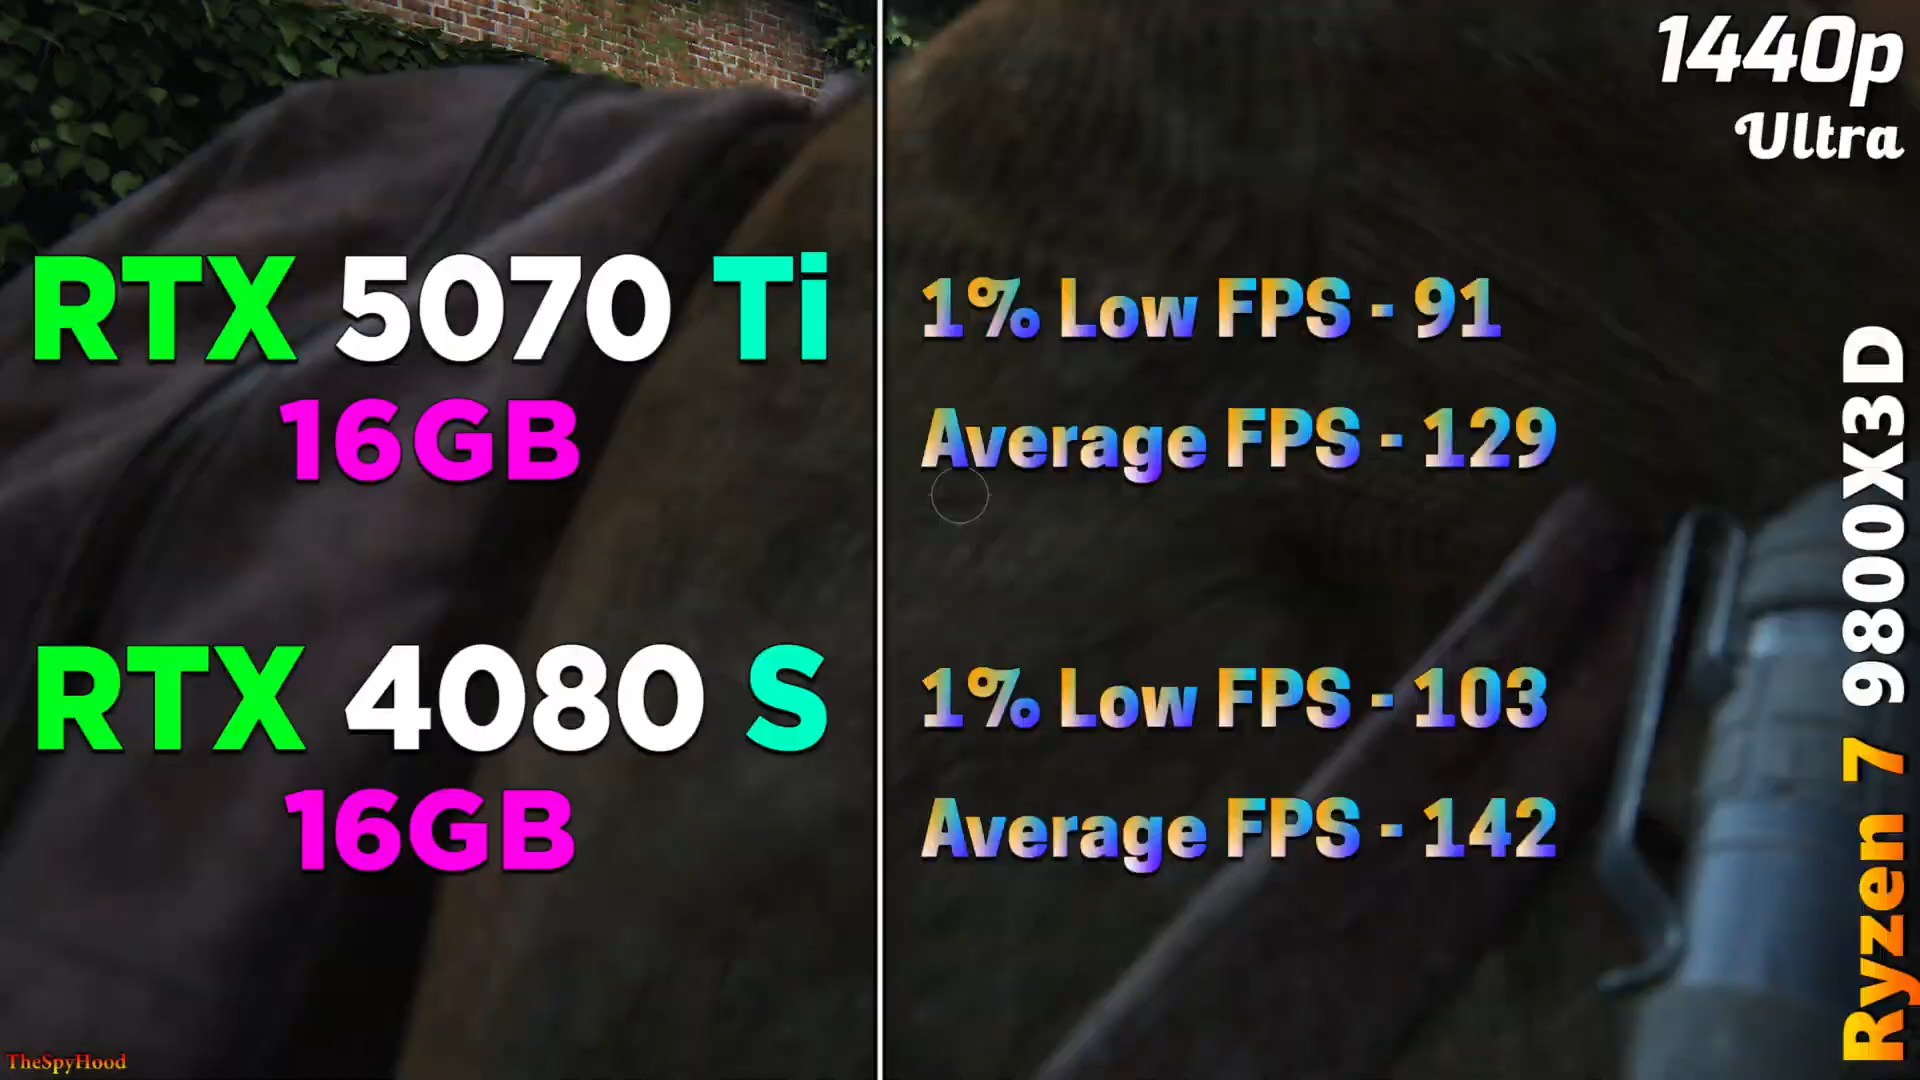 1440p
Ultra
RTX 5070 Ti
16GB
1% Low FPS - 91
Average FPS - 129
RTX 4080 S
16GB
1% Low FPS - 103
Average FPS - 142
Ryzen 7 9800X3D
TheSpyHood